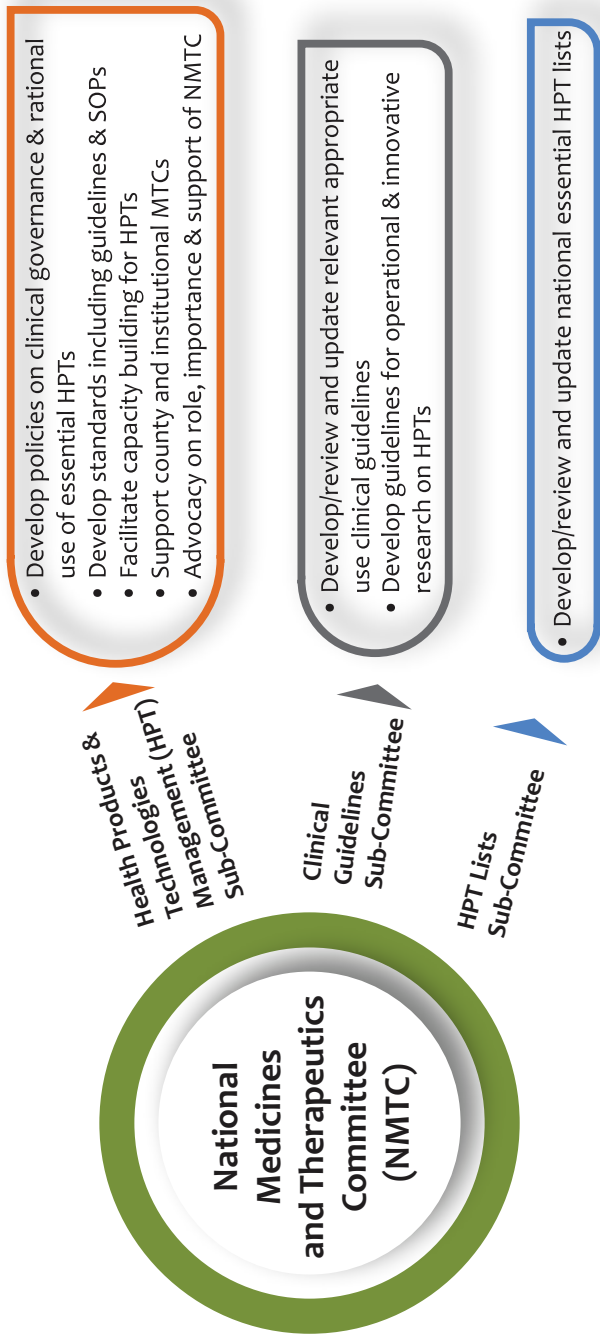 National
Medicines
and Therapeutics
Committee
(NMTC)
Health Products &
Technologies
Technology (HPT)
Management
Sub-Committee
• Develop policies on clinical governance & rational
use of essential HPTs
• Develop standards including guidelines & SOPs
• Facilitate capacity building for HPTs
• Support county and institutional MTCs
• Advocacy on role, importance & support of NMTC
Clinical
Guidelines
Sub-Committee
• Develop/review and update relevant appropriate
use clinical guidelines
• Develop guidelines for operational & innovative
research on HPTs
HPT Lists
Sub-Committee
• Develop/review and update national essential HPT lists